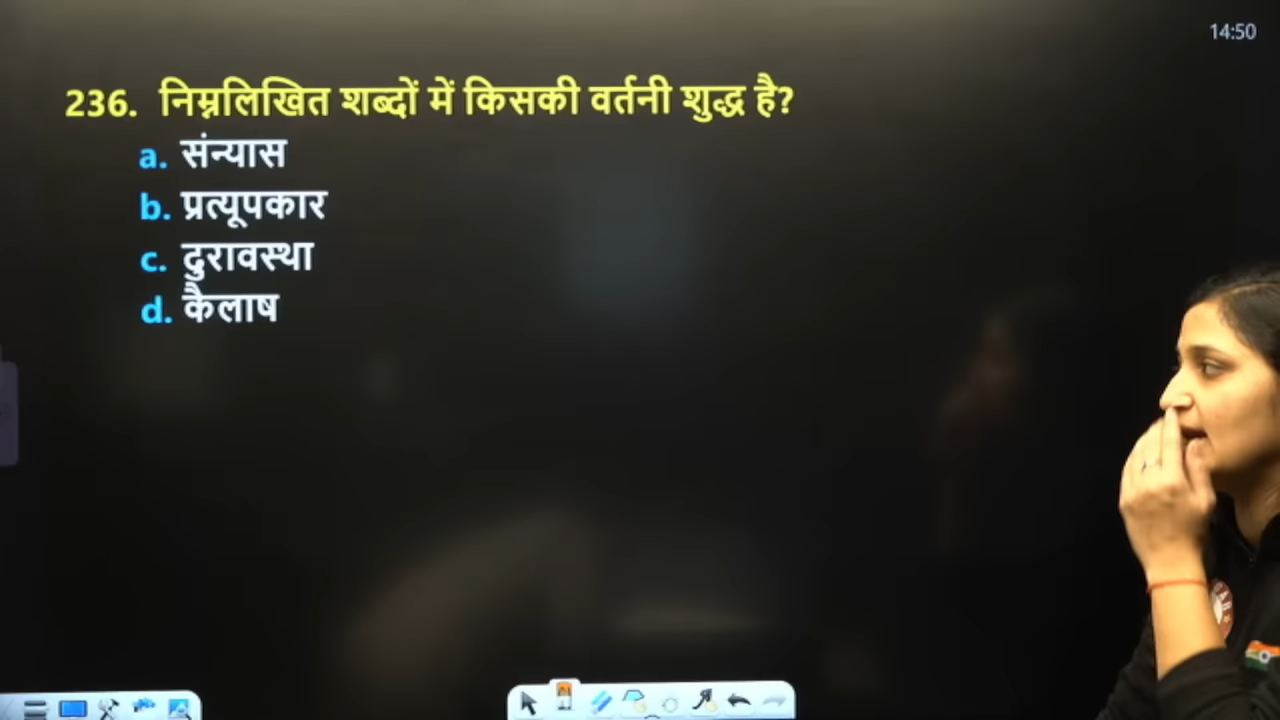 14:50
236. निम्नलिखित शब्दों में किसकी वर्तनी शुद्ध है?
a. संन्यास
b. प्रत्यूपकार
c. दुरावस्था
d. कैलाष